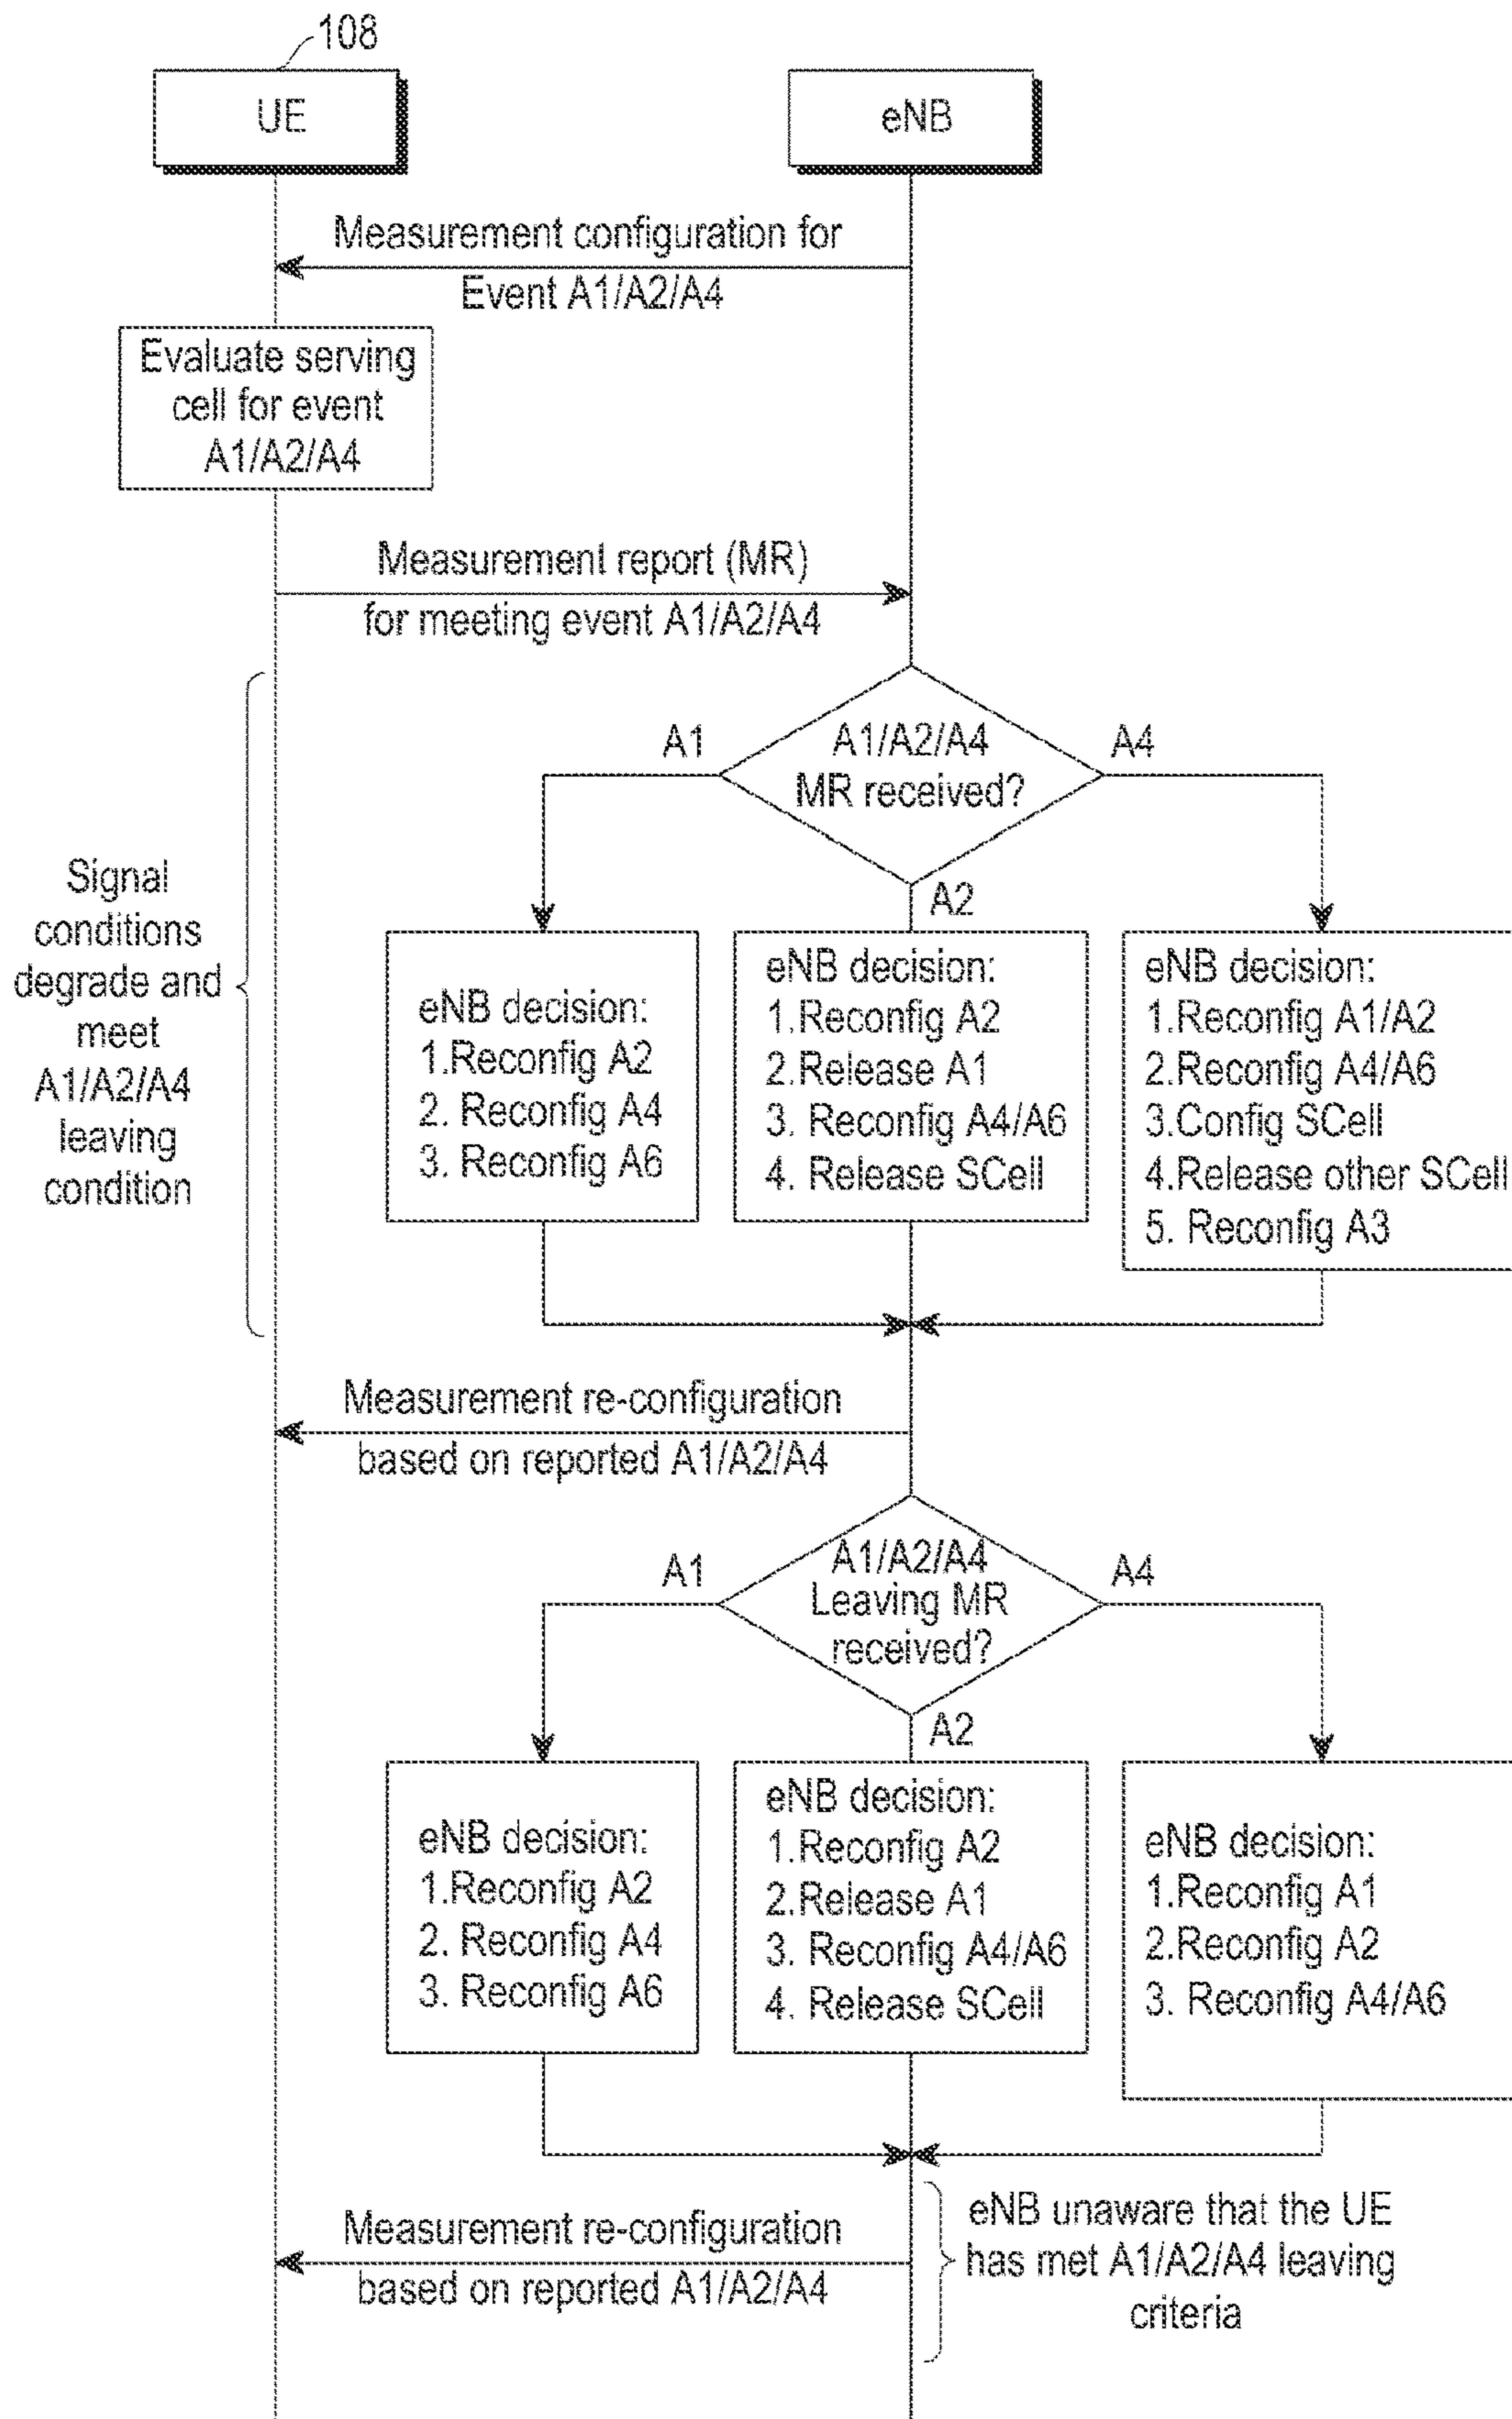 108
UE
eNB
Measurement configuration for
Event A1/A2/A4
Evaluate serving
cell for event
A1/A2/A4
Measurement report (MR)
for meeting event A1/A2/A4
A1
A1/A2/A4
MR received?
A4
A2
Signal
conditions
degrade and
meet
A1/A2/A4
leaving
condition
eNB decision:
1.Reconfig A2
2. Reconfig A4
3. Reconfig A6
eNB decision:
1.Reconfig A2
2.Release A1
3. Reconfig A4/A6
4. Release SCell
eNB decision:
1.Reconfig A1/A2
2.Reconfig A4/A6
3.Config SCell
4.Release other SCell
5. Reconfig A3
Measurement re-configuration
based on reported A1/A2/A4
A1
A1/A2/A4
Leaving MR
received?
A4
A2
eNB decision:
1.Reconfig A2
2. Reconfig A4
3. Reconfig A6
eNB decision:
1.Reconfig A2
2.Release A1
3. Reconfig A4/A6
4. Release SCell
eNB decision:
1.Reconfig A1
2.Reconfig A2
3. Reconfig A4/A6
Measurement re-configuration
based on reported A1/A2/A4
eNB unaware that the UE
has met A1/A2/A4 leaving
criteria